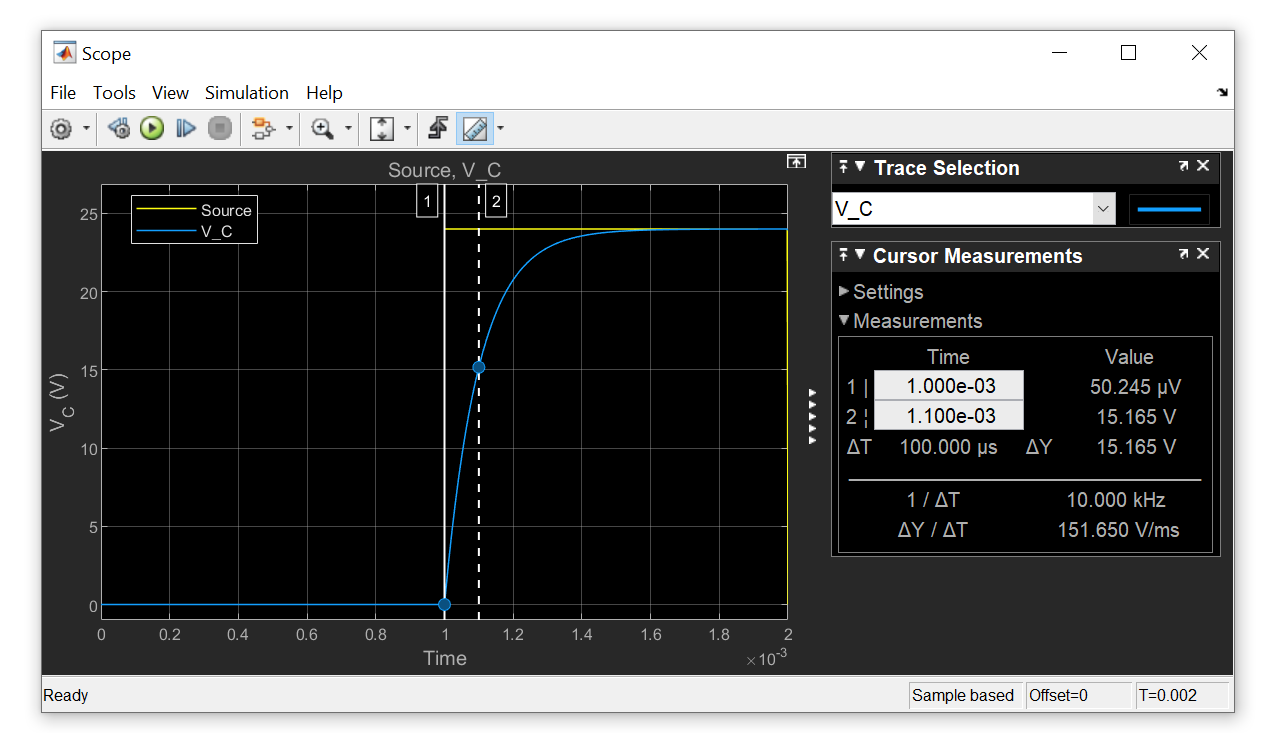 Scope
File Tools View Simulation Help
Source, V_C
1
2
Source
V_C
25
20
15
10
5
0
V_C (V)
0 0.2 0.4 0.6 0.8 1 1.2 1.4 1.6 1.8 2
Time
×10^-3
Trace Selection
V_C
Cursor Measurements
Settings
Measurements
Time Value
1 | 1.000e-03 50.245 µV
2 ¦ 1.100e-03 15.165 V
ΔT 100.000 µs ΔY 15.165 V
1 / ΔT 10.000 kHz
ΔY / ΔT 151.650 V/ms
Ready
Sample based Offset=0 T=0.002